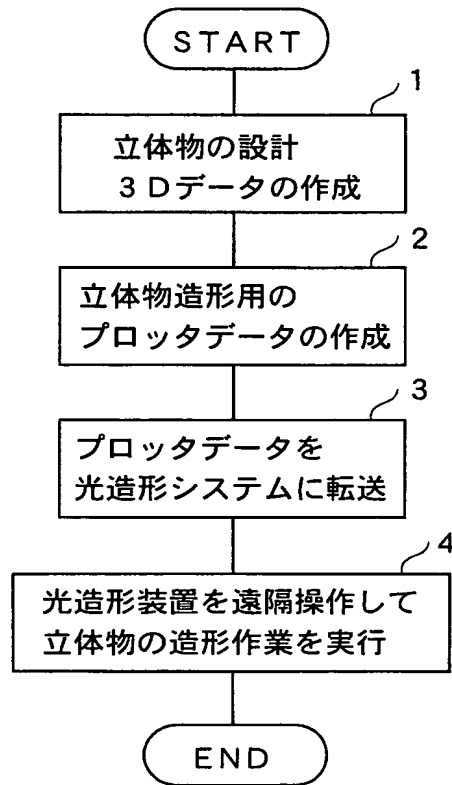 START
1
立体物の設計
3Dデータの作成
2
立体物造形用の
プロッタデータの作成
3
プロッタデータを
光造形システムに転送
4
光造形装置を遠隔操作して
立体物の造形作業を実行
END